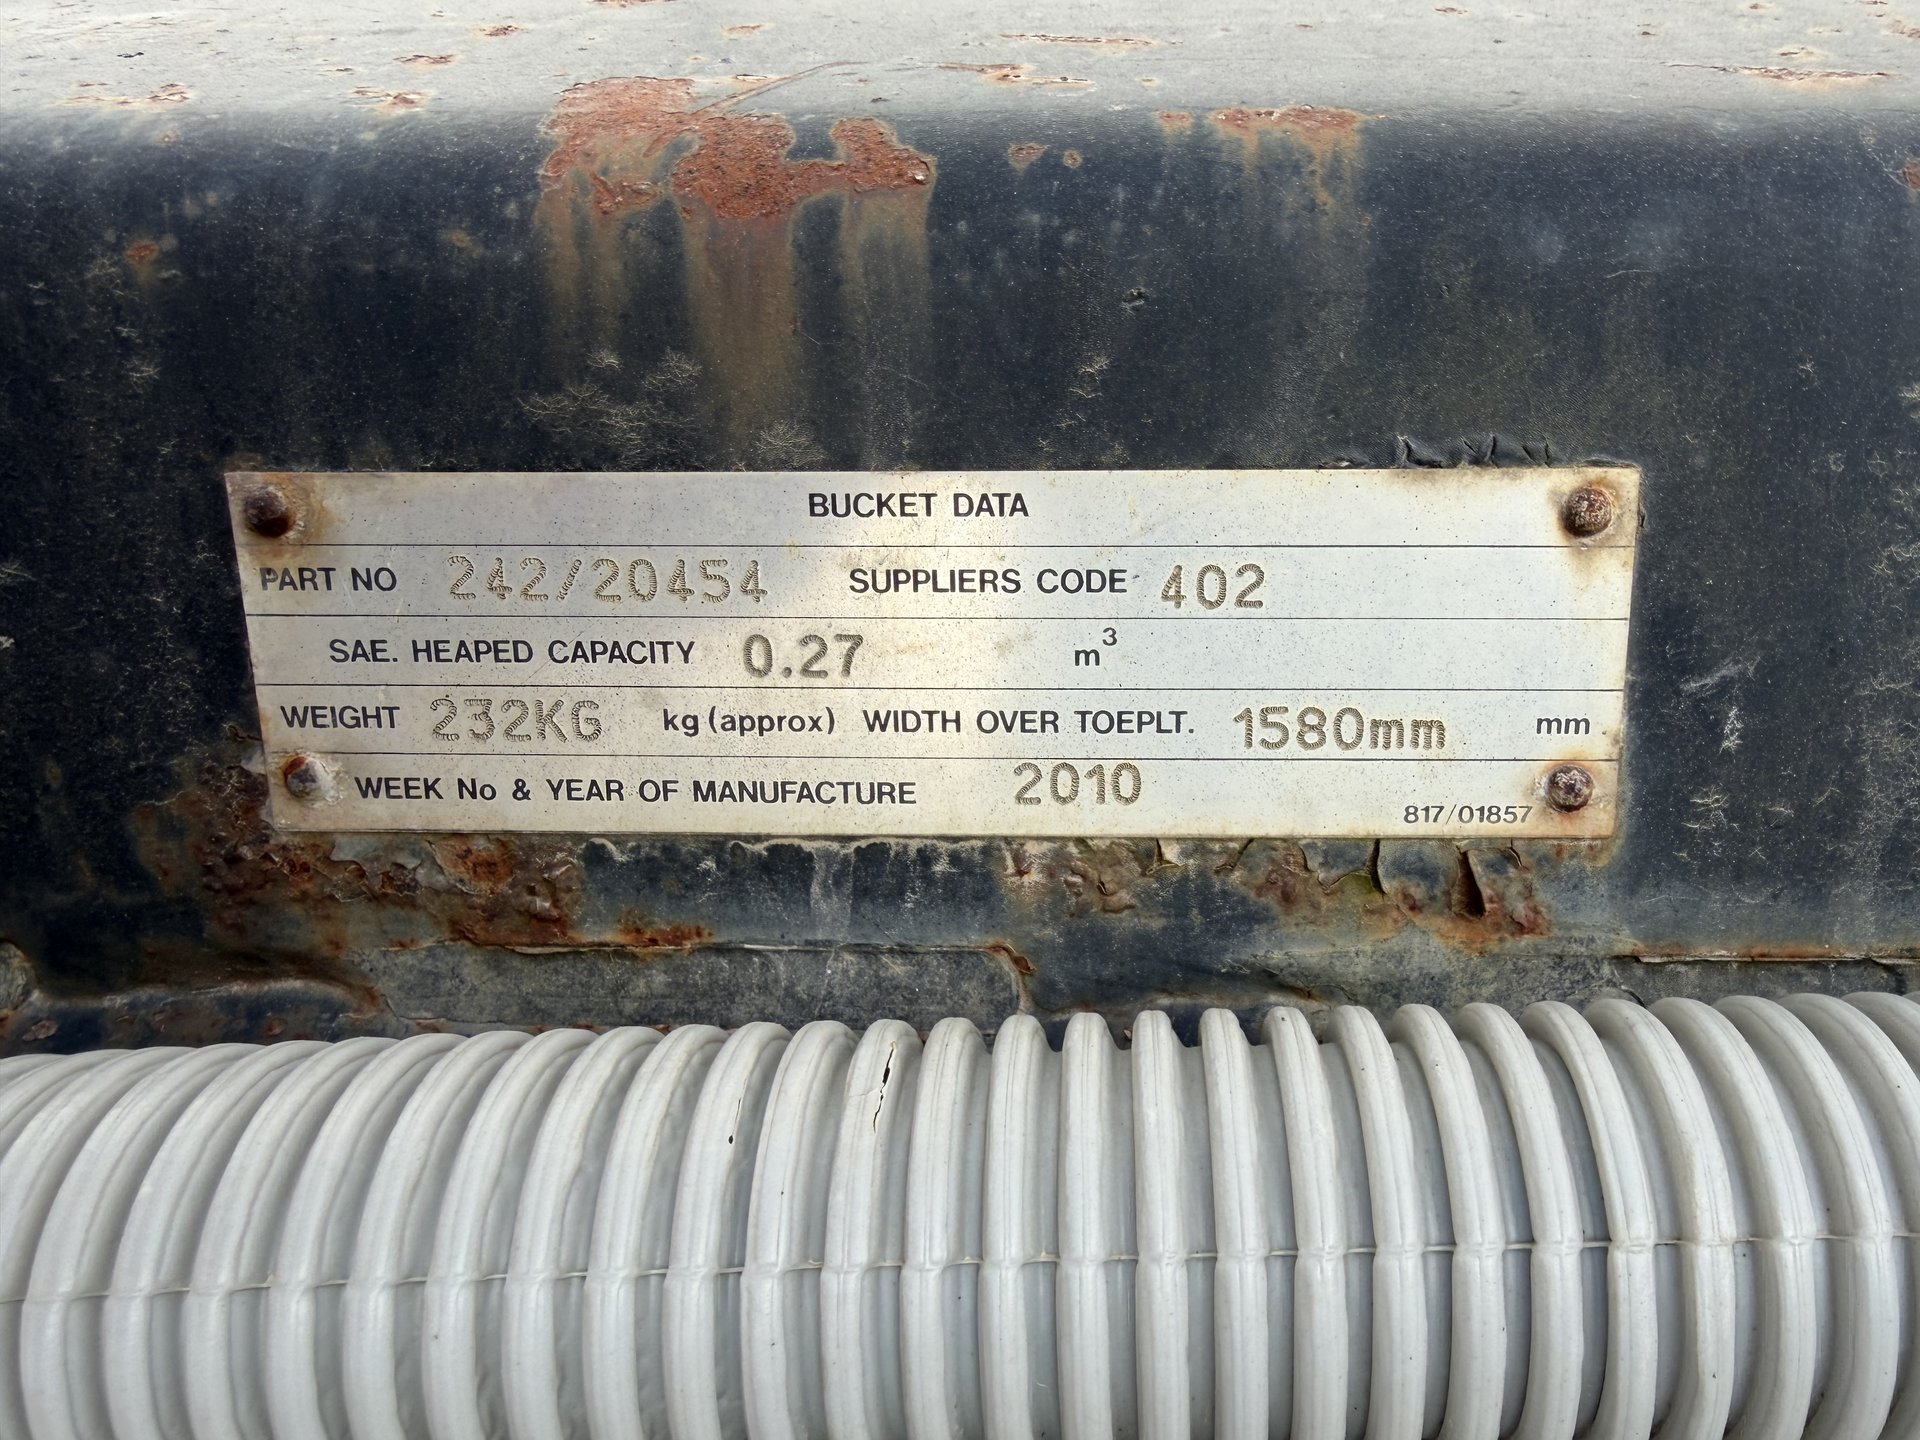 BUCKET DATA
PART NO 242/20454 SUPPLIERS CODE 402
SAE. HEAPED CAPACITY 0.27 m³
WEIGHT 232KG kg (approx) WIDTH OVER TOEPLT. 1580mm mm
WEEK No & YEAR OF MANUFACTURE 2010
817/01857